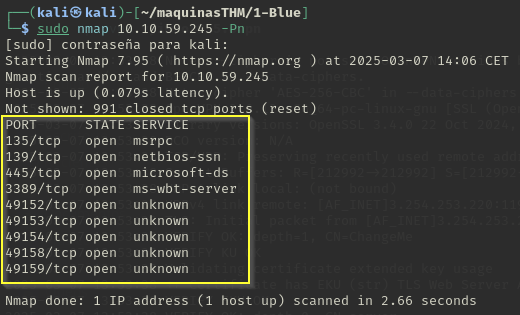 ┌──(kali㉿kali)-[~/maquinasTHM/1-Blue]
└─$ sudo nmap 10.10.59.245 -Pn
[sudo] contraseña para kali:
Starting Nmap 7.95 ( https://nmap.org ) at 2025-03-07 14:06 CET
Nmap scan report for 10.10.59.245
Host is up (0.079s latency).
Not shown: 991 closed tcp ports (reset)
PORT STATE SERVICE
135/tcp open msrpc
139/tcp open netbios-ssn
445/tcp open microsoft-ds
3389/tcp open ms-wbt-server
49152/tcp open unknown
49153/tcp open unknown
49154/tcp open unknown
49158/tcp open unknown
49159/tcp open unknown
Nmap done: 1 IP address (1 host up) scanned in 2.66 seconds